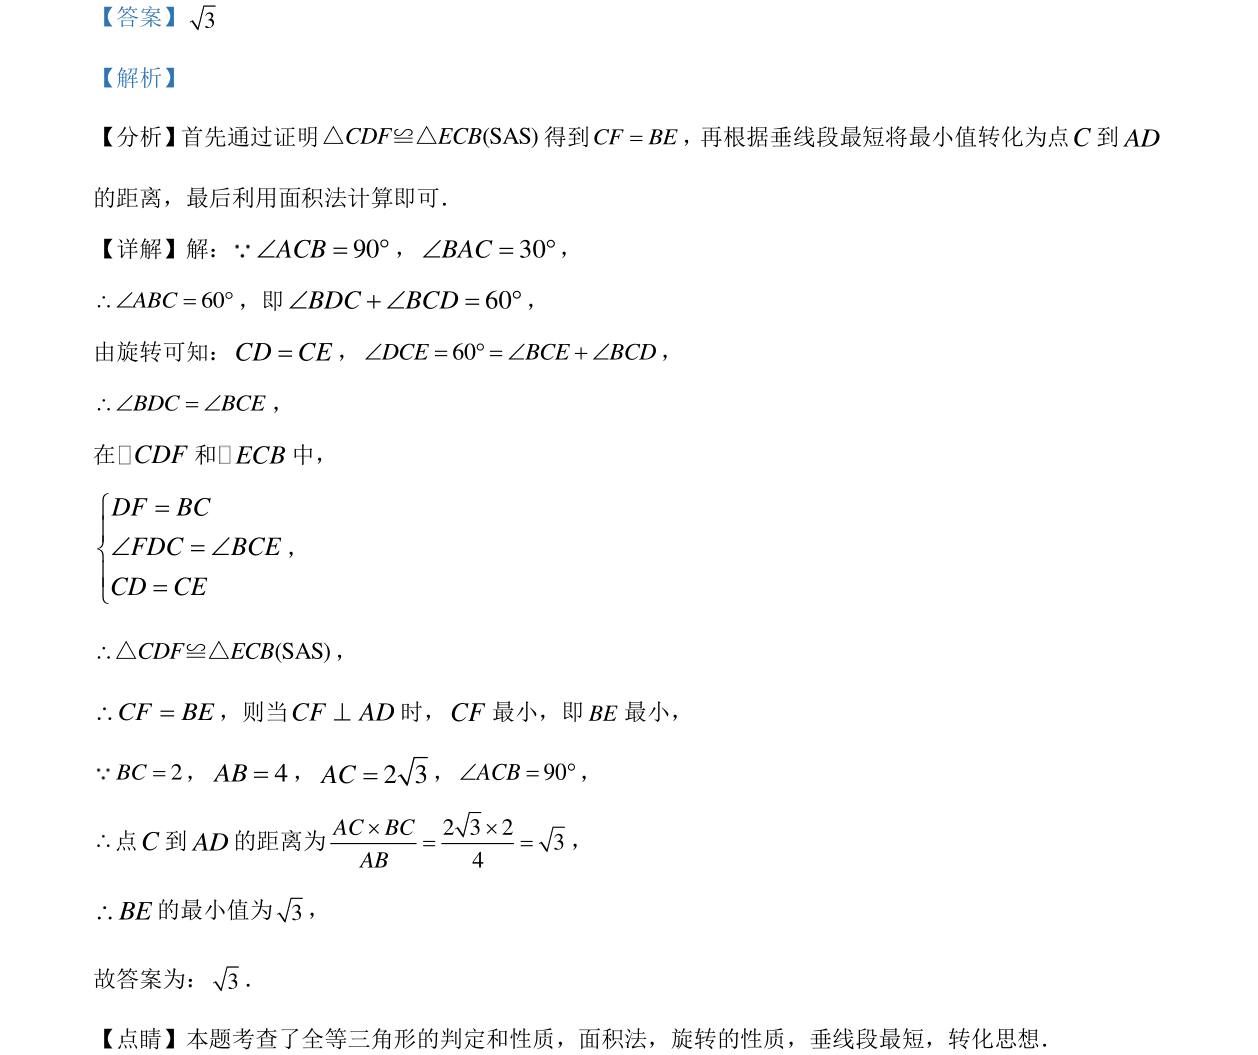 【答案】√3
【解析】
【分析】首先通过证明△CDF≌△ECB(SAS)得到CF = BE，再根据垂线段最短将最小值转化为点C到AD
的距离，最后利用面积法计算即可．
【详解】解：∵∠ACB = 90°，∠BAC = 30°，
∴∠ABC = 60°，即∠BDC + ∠BCD = 60°，
由旋转可知：CD = CE，∠DCE = 60° = ∠BCE + ∠BCD，
∴∠BDC = ∠BCE，
在□CDF和□ECB中，
{DF = BC
∠FDC = ∠BCE，
CD = CE
∴△CDF≌△ECB(SAS)，
∴CF = BE，则当CF ⊥ AD时，CF最小，即BE最小，
∵BC = 2，AB = 4，AC = 2√3，∠ACB = 90°，
∴点C到AD的距离为(AC × BC)/AB = (2√3 × 2)/4 = √3，
∴BE的最小值为√3，
故答案为：√3．
【点睛】本题考查了全等三角形的判定和性质，面积法，旋转的性质，垂线段最短，转化思想．